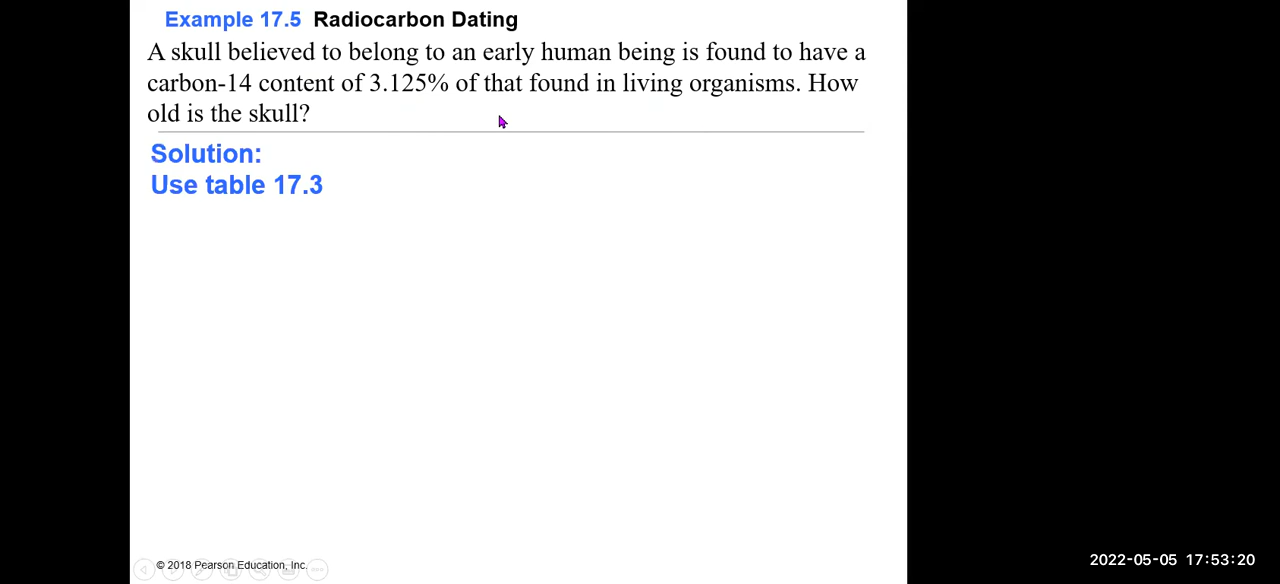 Example 17.5 Radiocarbon Dating
A skull believed to belong to an early human being is found to have a
carbon-14 content of 3.125% of that found in living organisms. How
old is the skull?
Solution:
Use table 17.3
© 2018 Pearson Education, Inc.
2022-05-05 17:53:20